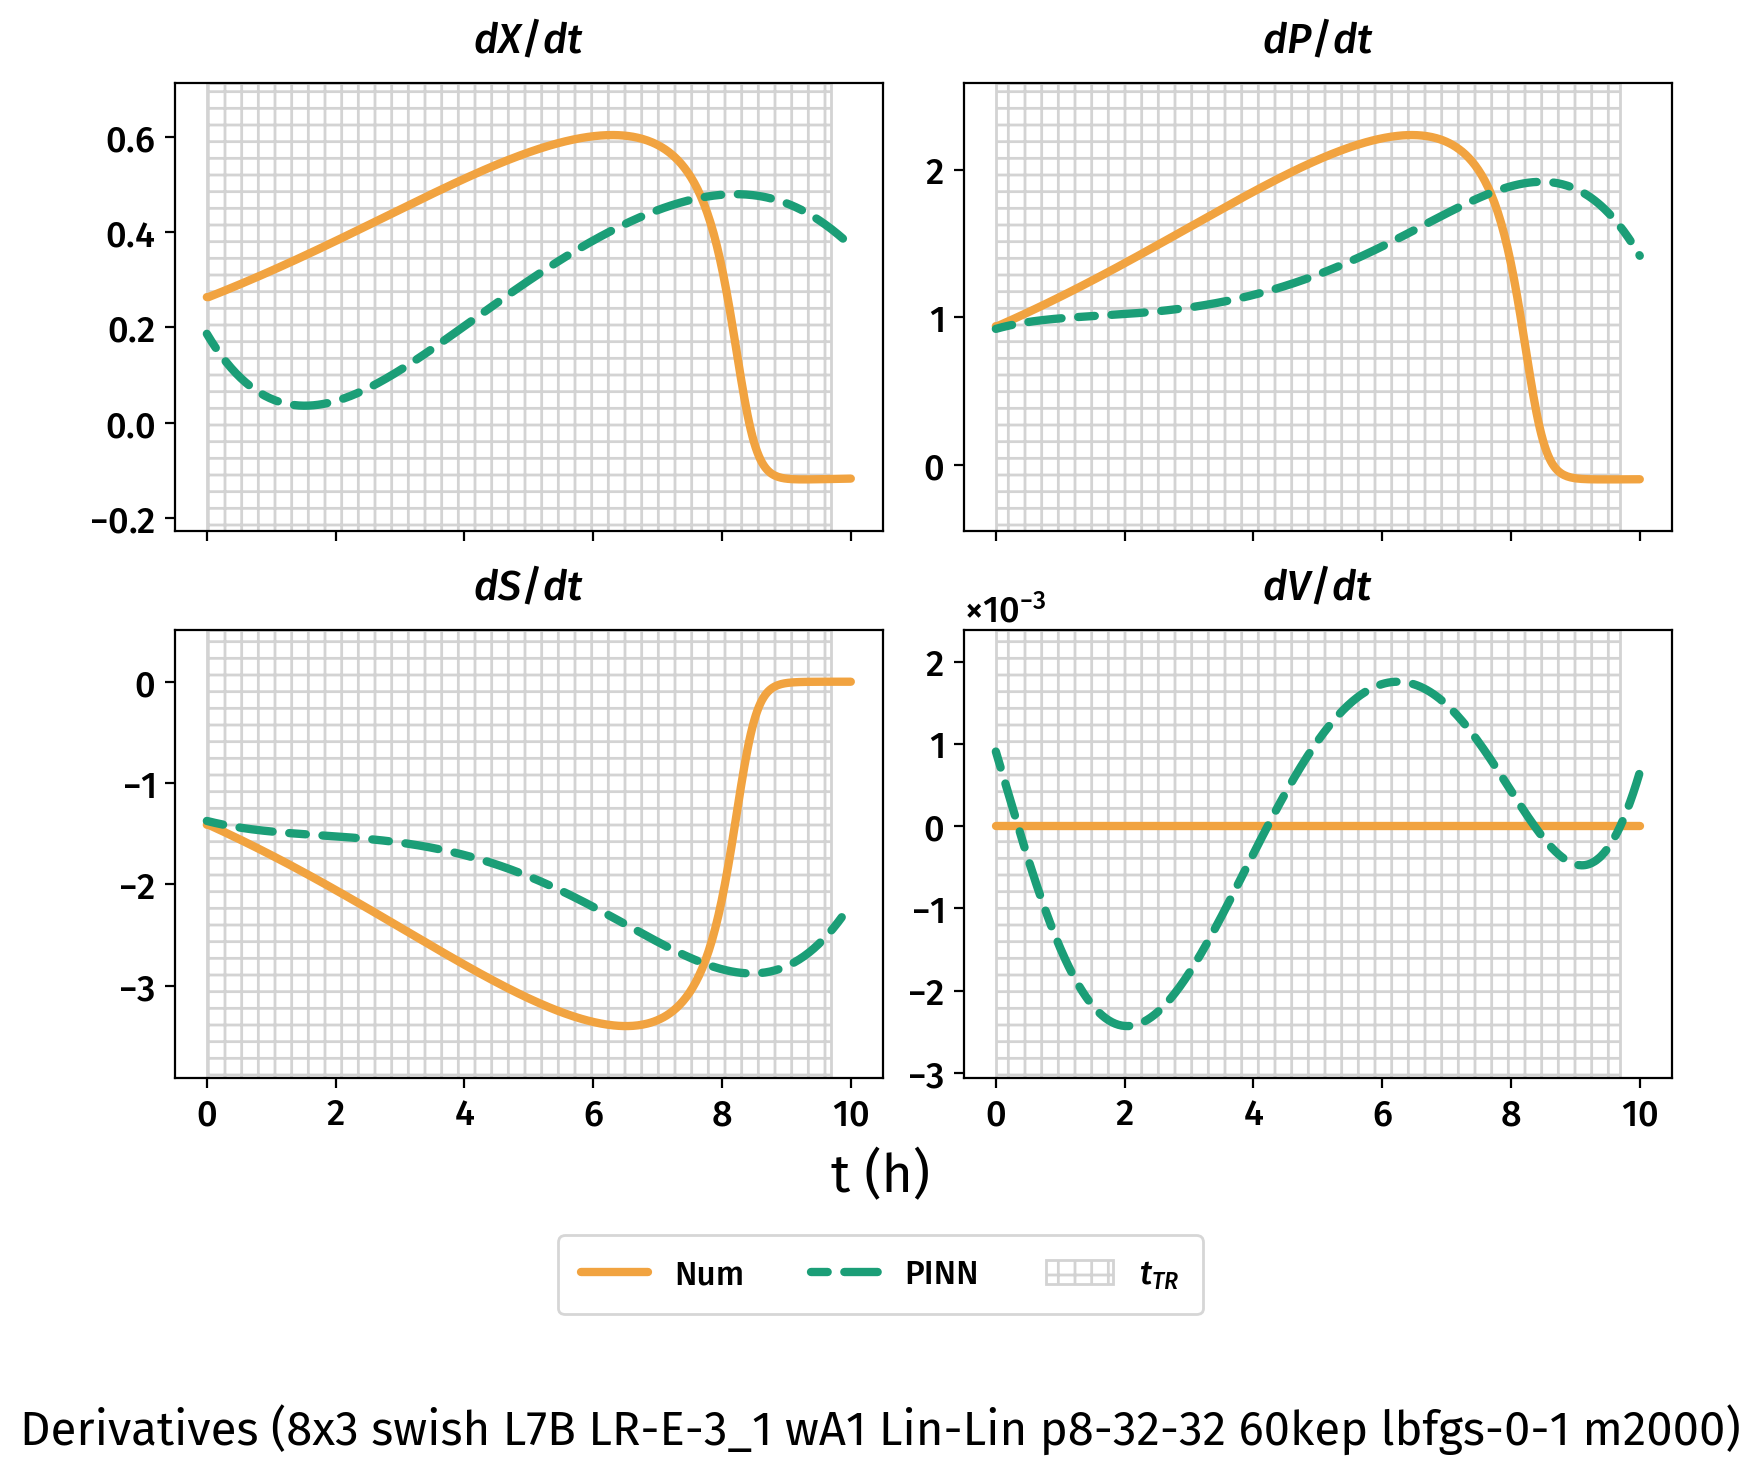 dX/dt
dP/dt
0.6
0.4
0.2
0.0
−0.2
2
1
0
dS/dt
dV/dt
×10⁻³
0
−1
−2
−3
2
1
0
−1
−2
−3
0 2 4 6 8 10
0 2 4 6 8 10
t (h)
Num PINN t_TR
Derivatives (8x3 swish L7B LR-E-3_1 wA1 Lin-Lin p8-32-32 60kep lbfgs-0-1 m2000)